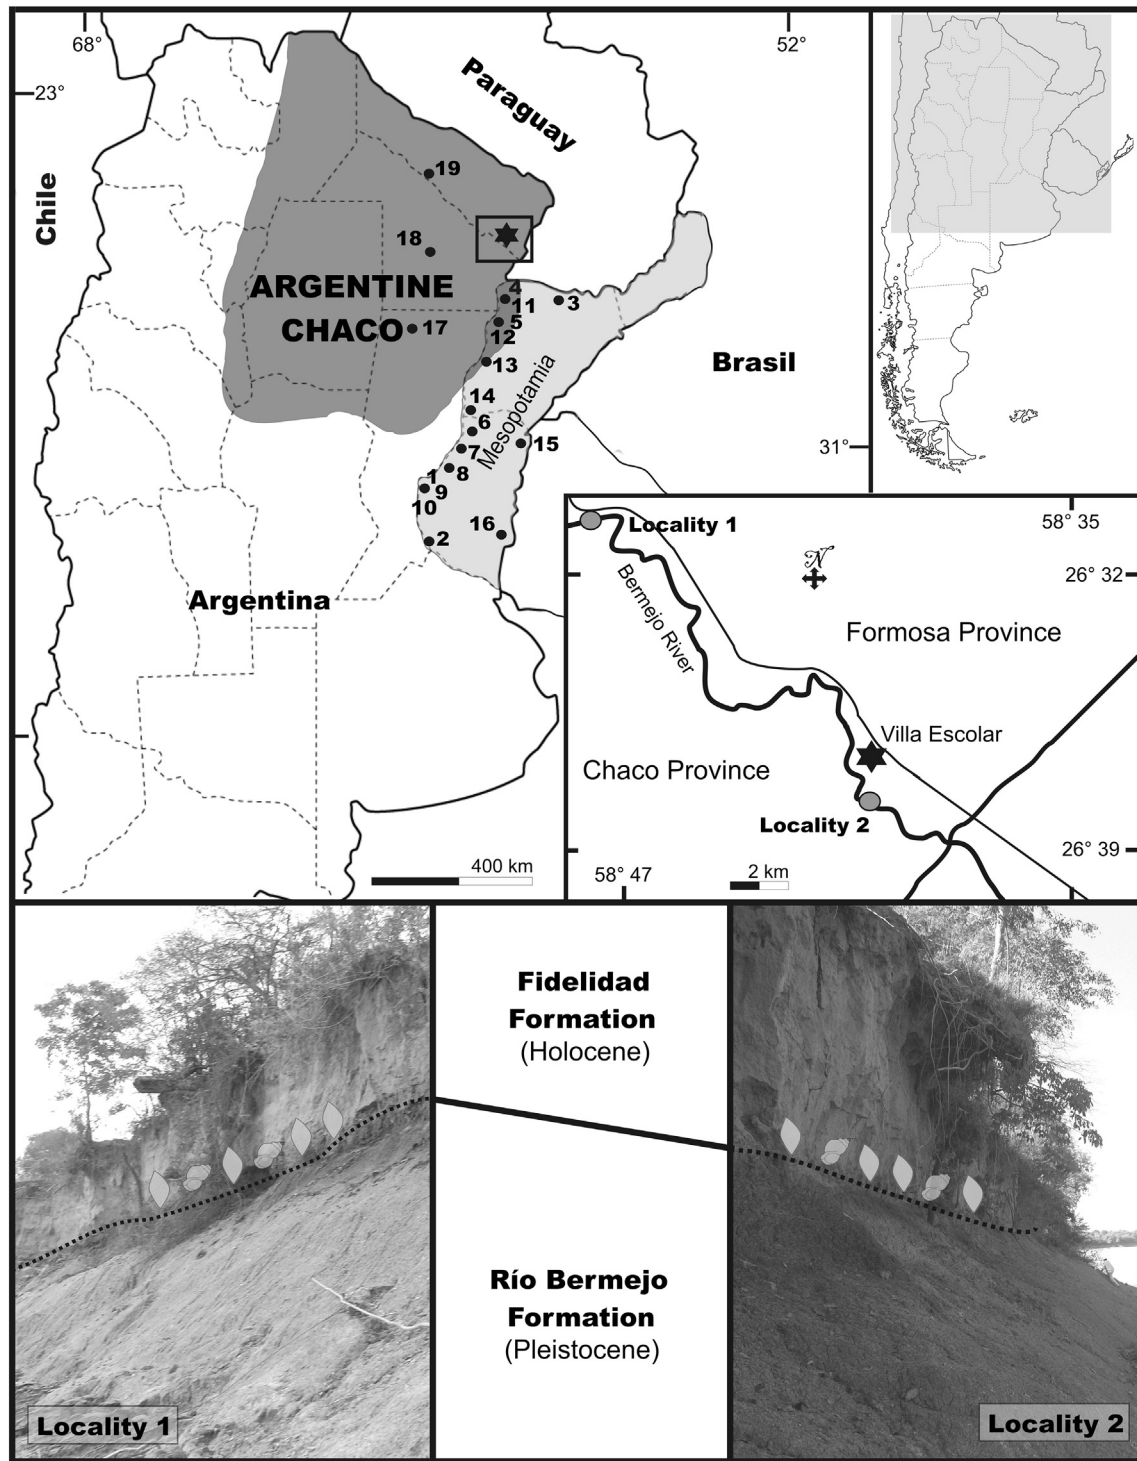 68°
52°
23°
Paraguay
Chile
19
18
ARGENTINE
CHACO
17
4
11
3
5
12
13
Brasil
Mesopotamia
14
6
15
7
8
1
9
10
16
2
31°
Argentina
400 km
Locality 1
58° 35
N
26° 32
Bermejo River
Formosa Province
Villa Escolar
Chaco Province
Locality 2
26° 39
58° 47
2 km
Fidelidad
Formation
(Holocene)
Río Bermejo
Formation
(Pleistocene)
Locality 1
Locality 2